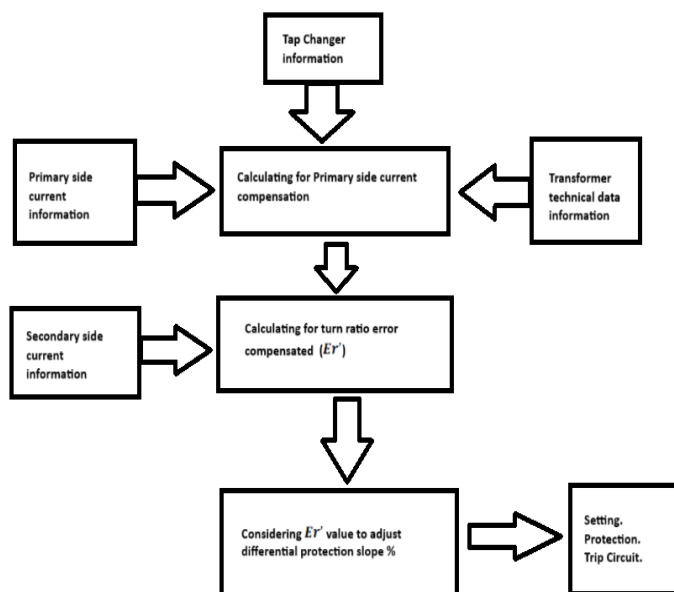 Tap Changer
information
Primary side
current
information
Calculating for Primary side current
compensation
Transformer
technical data
information
Secondary side
current
information
Calculating for turn ratio error
compensated (Er')
Considering Er' value to adjust
differential protection slope %
Setting.
Protection.
Trip Circuit.